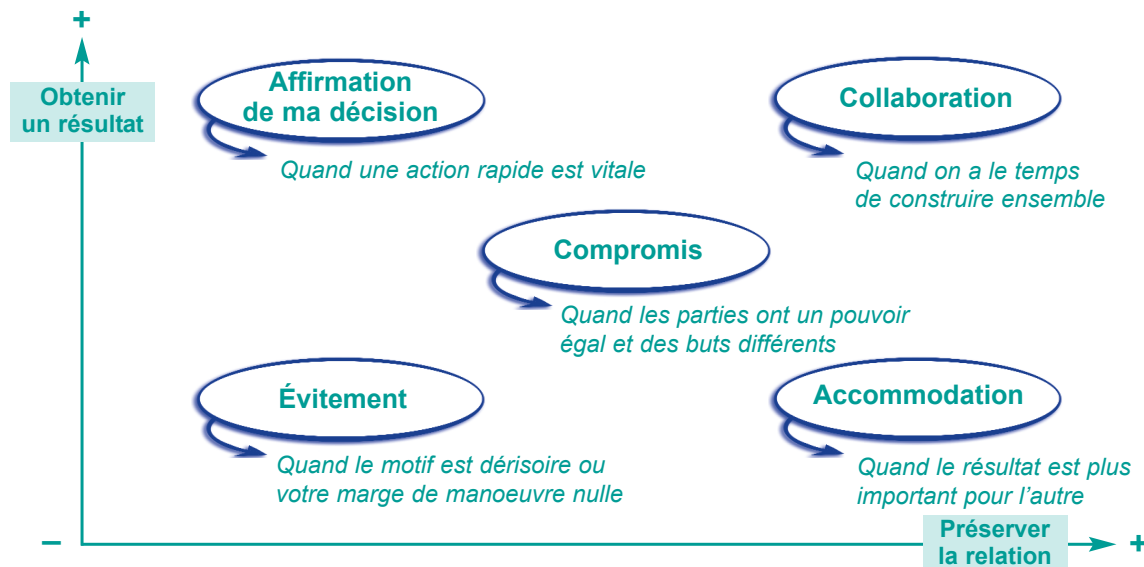 +
Obtenir
un résultat
Affirmation
de ma décision
Quand une action rapide est vitale
Collaboration
Quand on a le temps
de construire ensemble
Compromis
Quand les parties ont un pouvoir
égal et des buts différents
Évitement
Quand le motif est dérisoire ou
votre marge de manoeuvre nulle
Accommodation
Quand le résultat est plus
important pour l’autre
–
Préserver
la relation
+